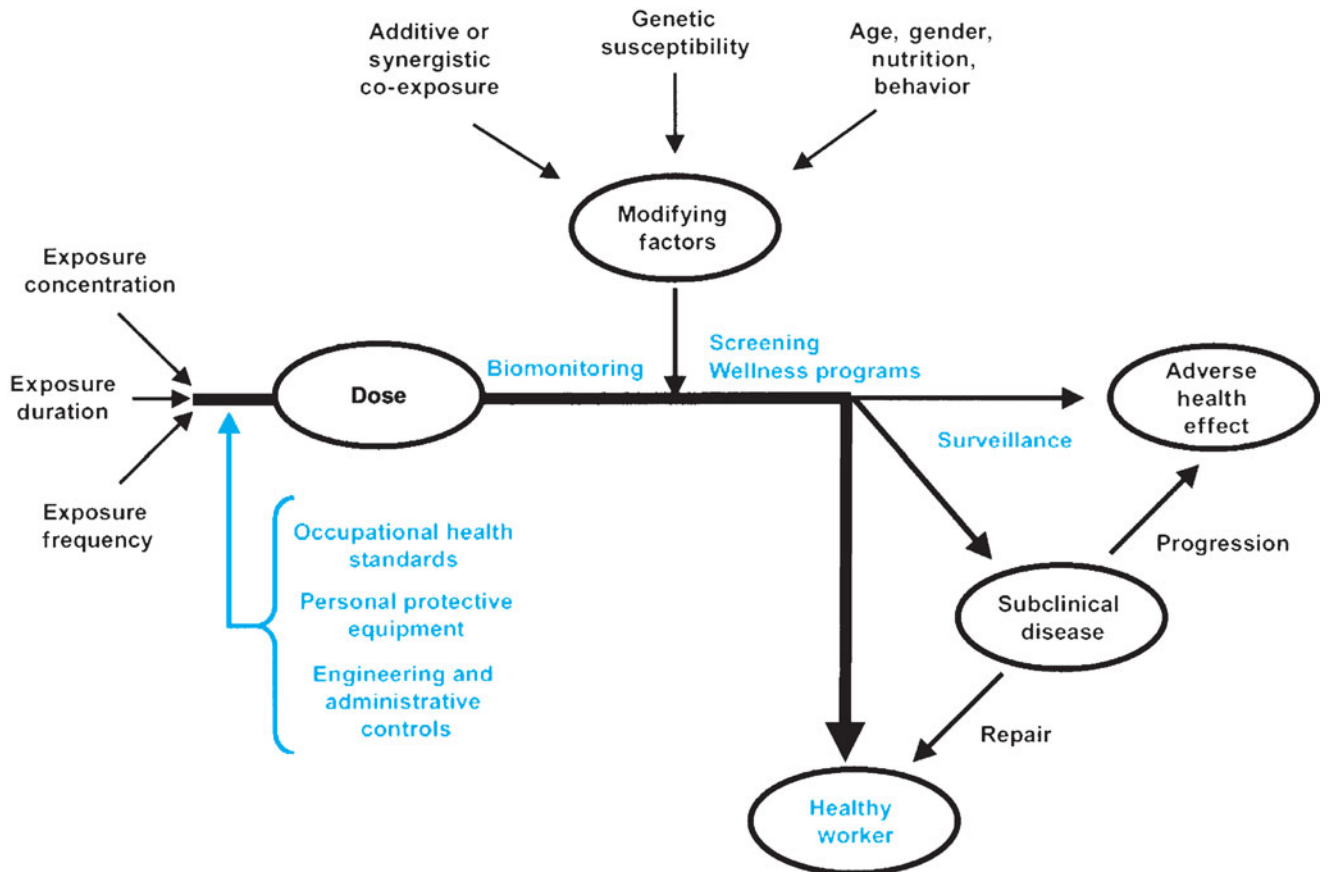 Additive or
synergistic
co-exposure
Genetic
susceptibility
Age, gender,
nutrition,
behavior
Modifying
factors
Exposure
concentration
Exposure
duration
Exposure
frequency
Dose
Biomonitoring
Screening
Wellness programs
Adverse
health
effect
Surveillance
Occupational health
standards
Personal protective
equipment
Engineering and
administrative
controls
Progression
Subclinical
disease
Repair
Healthy
worker